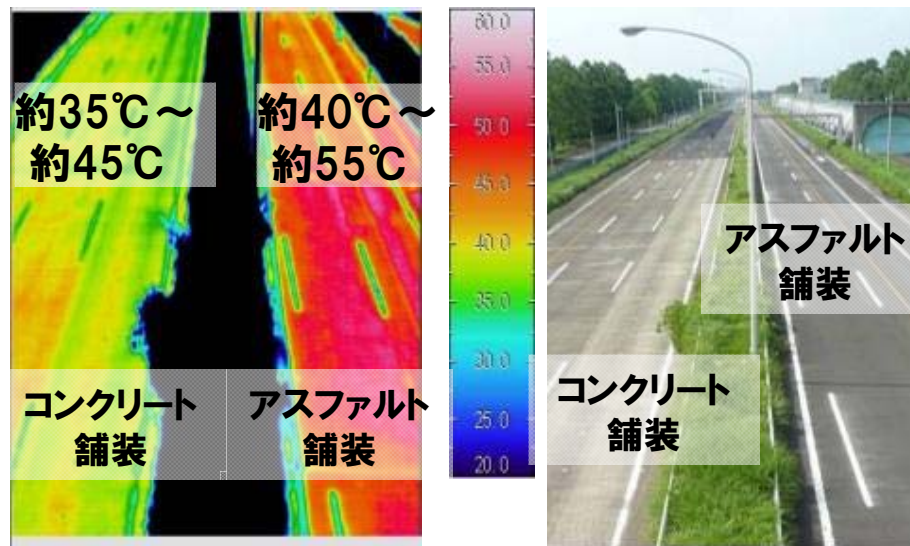 約35℃～
約45℃
約40℃～
約55℃
コンクリート
舗装
アスファルト
舗装
60.0
55.0
50.0
45.0
40.0
35.0
30.0
25.0
20.0
アスファルト
舗装
コンクリート
舗装